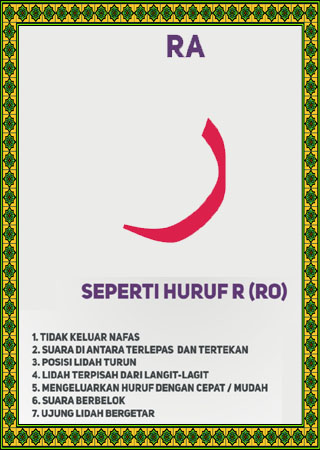 RA
ر
SEPERTI HURUF R (RO)
1. TIDAK KELUAR NAFAS
2. SUARA DI ANTARA TERLEPAS DAN TERTEKAN
3. POSISI LIDAH TURUN
4. LIDAH TERPISAH DARI LANGIT-LAGIT
5. MENGELUARKAN HURUF DENGAN CEPAT / MUDAH
6. SUARA BERBELOK
7. UJUNG LIDAH BERGETAR